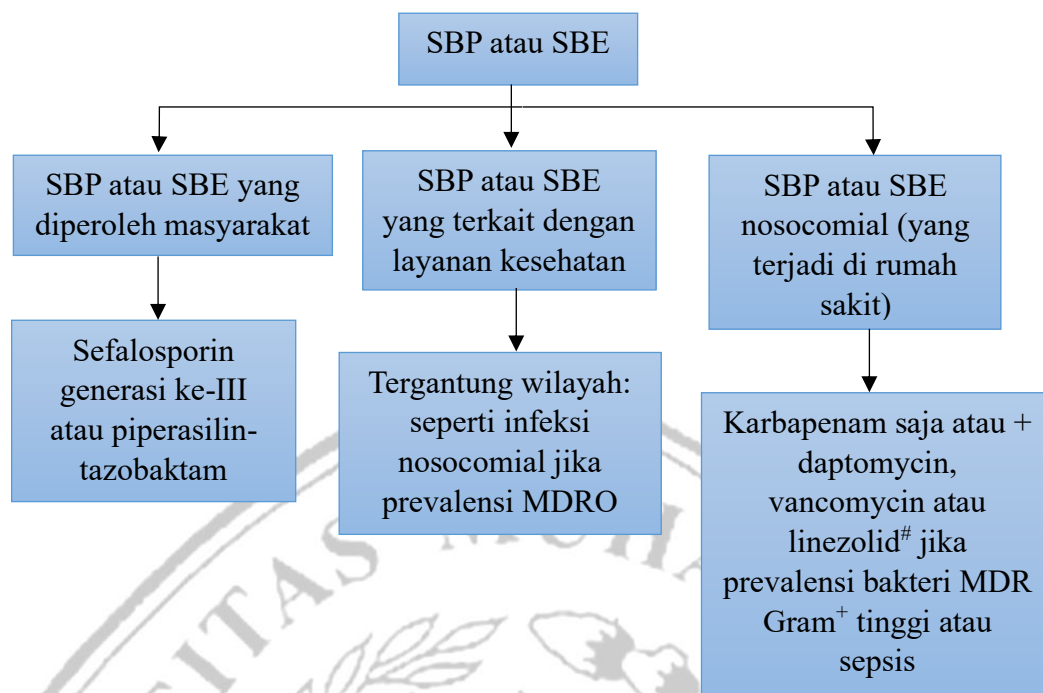 SBP atau SBE
SBP atau SBE yang
diperoleh masyarakat
SBP atau SBE
yang terkait dengan
layanan kesehatan
SBP atau SBE
nosocomial (yang
terjadi di rumah
sakit)
Sefalosporin
generasi ke-III
atau piperasilin-
tazobaktam
Tergantung wilayah:
seperti infeksi
nosocomial jika
prevalensi MDRO
Karbapenam saja atau +
daptomycin,
vancomycin atau
linezolid# jika
prevalensi bakteri MDR
Gram+ tinggi atau
sepsis